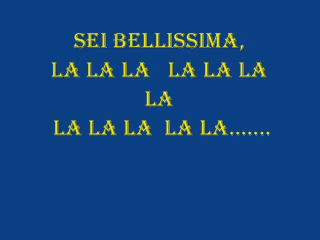 SEI BELLISSIMA,
LA LA LA LA LA LA
LA
LA LA LA LA LA.......